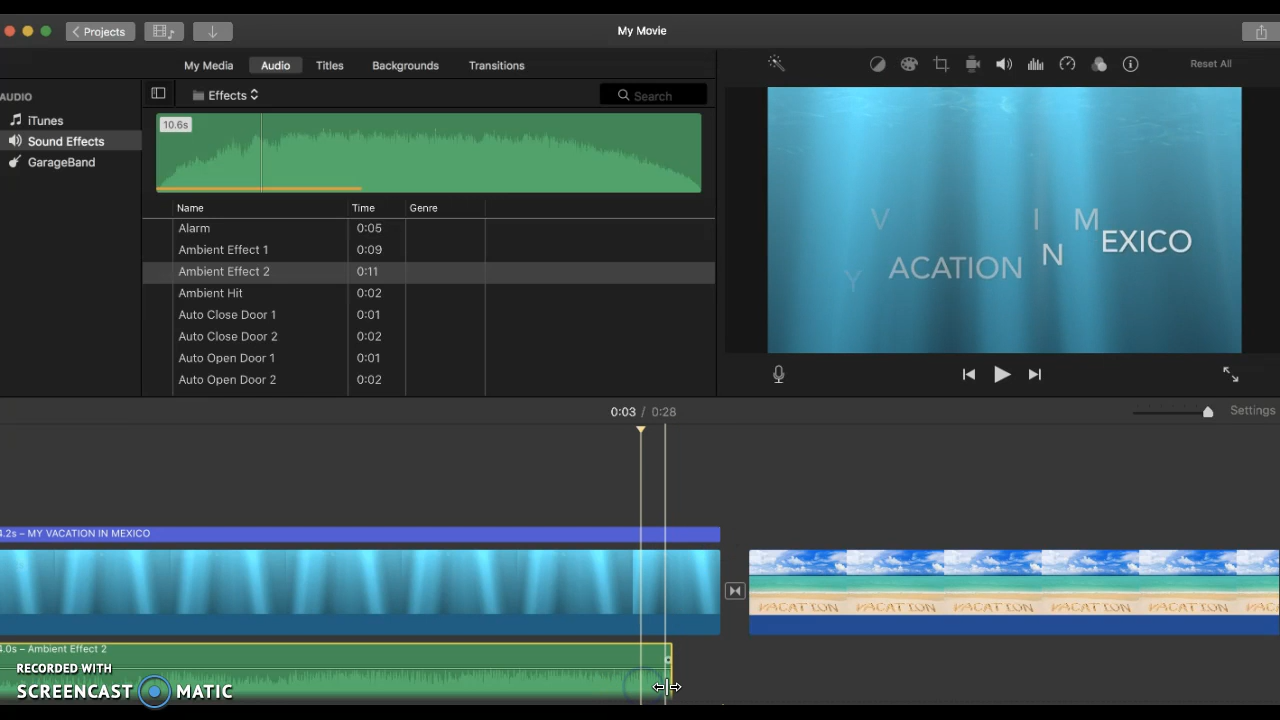 Projects
My Movie
My Media
Audio
Titles
Backgrounds
Transitions
Reset All
AUDIO
iTunes
Sound Effects
GarageBand
Effects
Search
10.6s
Name Time Genre
Alarm 0:05
Ambient Effect 1 0:09
Ambient Effect 2 0:11
Ambient Hit 0:02
Auto Close Door 1 0:01
Auto Close Door 2 0:02
Auto Open Door 1 0:01
Auto Open Door 2 0:02
V I M
EXICO
N
ACATION
Y
0:03 / 0:28
Settings
4.2s – MY VACATION IN MEXICO
VACATION VACATION VACATION VACATION VACATION VAC
4.0s – Ambient Effect 2
RECORDED WITH
SCREENCAST MATIC